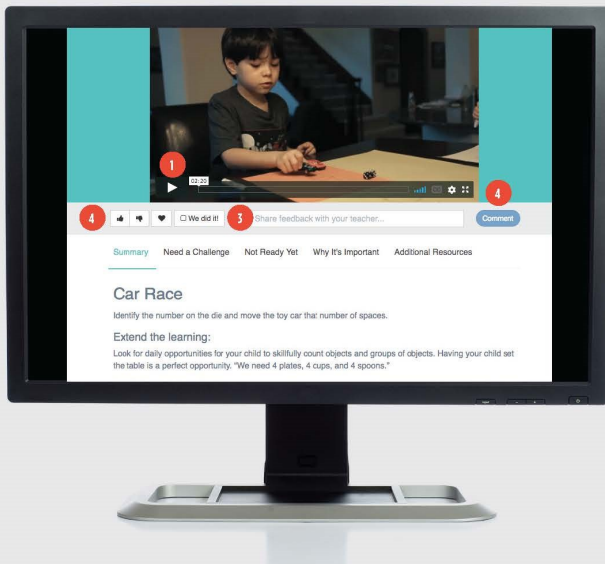 1
02:20
4
4
We did it!
3
Share feedback with your teacher...
Comment
Summary Need a Challenge Not Ready Yet Why It's Important Additional Resources
Car Race
Identify the number on the die and move the toy car that number of spaces.
Extend the learning:
Look for daily opportunities for your child to skillfully count objects and groups of objects. Having your child set
the table is a perfect opportunity. "We need 4 plates, 4 cups, and 4 spoons."